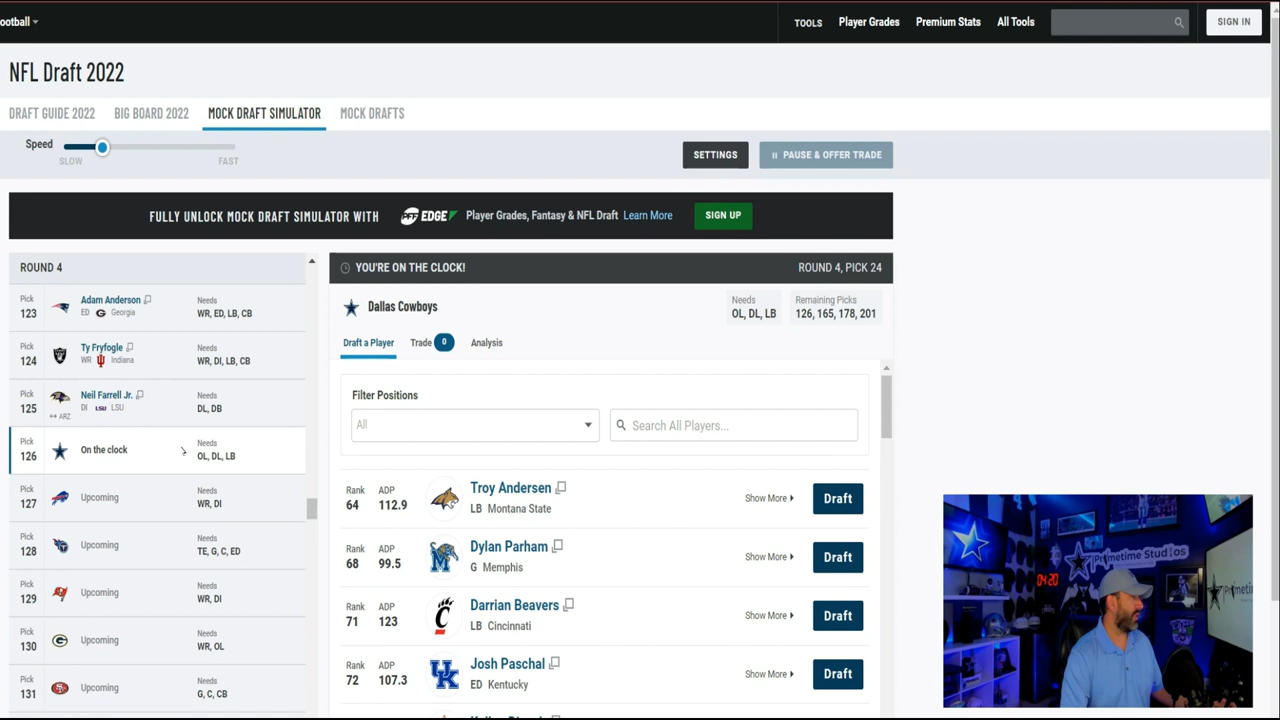 ootball
TOOLS Player Grades Premium Stats All Tools SIGN IN
NFL Draft 2022
DRAFT GUIDE 2022 BIG BOARD 2022 MOCK DRAFT SIMULATOR MOCK DRAFTS
Speed
SLOW FAST
SETTINGS PAUSE & OFFER TRADE
FULLY UNLOCK MOCK DRAFT SIMULATOR WITH PFF EDGE Player Grades, Fantasy & NFL Draft Learn More SIGN UP
ROUND 4
Pick 123 Adam Anderson Needs
ED G Georgia WR, ED, LB, CB
Pick 124 Ty Fryfogle Needs
WR Indiana WR, DI, LB, CB
Pick 125 Neil Farrell Jr. Needs
↔ ARZ DI LSU LSU DL, DB
Pick 126 On the clock Needs
OL, DL, LB
Pick 127 Upcoming Needs
WR, DI
Pick 128 Upcoming Needs
TE, G, C, ED
Pick 129 Upcoming Needs
WR, DI
Pick 130 Upcoming Needs
WR, OL
Pick 131 Upcoming Needs
G, C, CB
YOU'RE ON THE CLOCK! ROUND 4, PICK 24
Dallas Cowboys
Needs Remaining Picks
OL, DL, LB 126, 165, 178, 201
Draft a Player Trade 0 Analysis
Filter Positions
All Search All Players...
Rank ADP Troy Andersen Show More Draft
64 112.9 LB Montana State
Rank ADP Dylan Parham Show More Draft
68 99.5 G Memphis
Rank ADP Darrian Beavers Show More Draft
71 123 LB Cincinnati
Rank ADP Josh Paschal Show More Draft
72 107.3 ED Kentucky
Primetime Studios
04:20